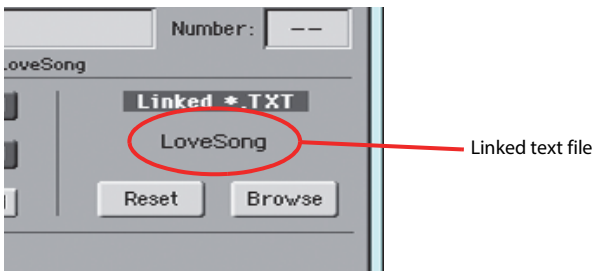 Number: --
LoveSong
Linked *.TXT
LoveSong
Linked text file
Reset Browse